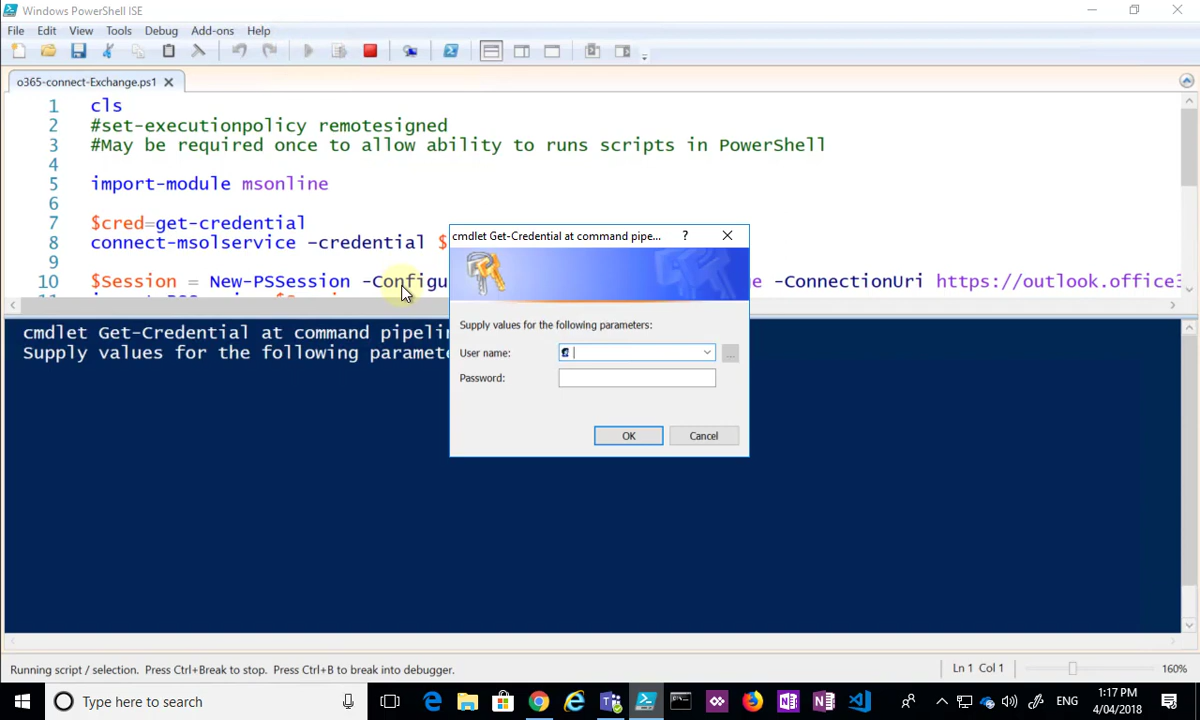 Windows PowerShell ISE
File Edit View Tools Debug Add-ons Help
o365-connect-Exchange.ps1
1 cls
2 #set-executionpolicy remotesigned
3 #May be required once to allow ability to runs scripts in PowerShell
4
5 import-module msonline
6
7 $cred=get-credential
8 connect-msolservice -credential $
9
10 $Session = New-PSSession -Configu e -ConnectionUri https://outlook.office3
cmdlet Get-Credential at command pipe... ?
Supply values for the following parameters:
User name:
...
Password:
OK Cancel
cmdlet Get-Credential at command pipelin
Supply values for the following paramete
Running script / selection. Press Ctrl+Break to stop. Press Ctrl+B to break into debugger.
Ln 1 Col 1
160%
Type here to search
ENG
1:17 PM
4/04/2018